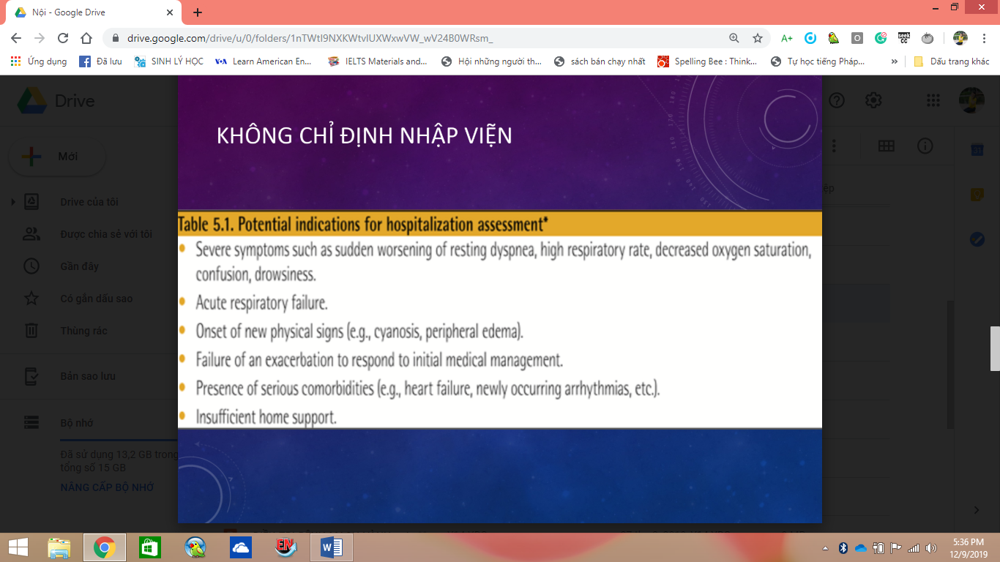 Nội - Google Drive
drive.google.com/drive/u/0/folders/
A+
Ứng dụng
Đã lưu
SINH LÝ HỌC
VOA
Learn American En...
IELTS Materials and...
Hội những người th...
sách bán chạy nhất
Spelling Bee : Think...
Tự học tiếng Pháp...
»
Dấu trang khác
Drive
Mới
Drive của tôi
Được chia sẻ với tôi
Gần đây
Có gắn dấu sao
Thùng rác
Bản sao lưu
Bộ nhớ
Đã sử dụng 13,2 GB trong
tổng số 15 GB
NÂNG CẤP BỘ NHỚ
KHÔNG CHỈ ĐỊNH NHẬP VIỆN
Table 5.1. Potential indications for hospitalization assessment*
• Severe symptoms such as sudden worsening of resting dyspnea, high respiratory rate, decreased oxygen saturation,
confusion, drowsiness.
• Acute respiratory failure.
• Onset of new physical signs (e.g., cyanosis, peripheral edema).
• Failure of an exacerbation to respond to initial medical management.
• Presence of serious comorbidities (e.g., heart failure, newly occurring arrhythmias, etc.).
• Insufficient home support.
5:36 PM
12/9/2019